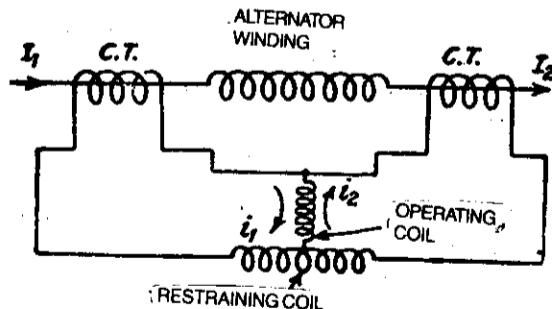 ALTERNATOR
WINDING
I₁
C.T.
C.T.
I₂
i₁
i₂
OPERATING
COIL
RESTRAINING COIL